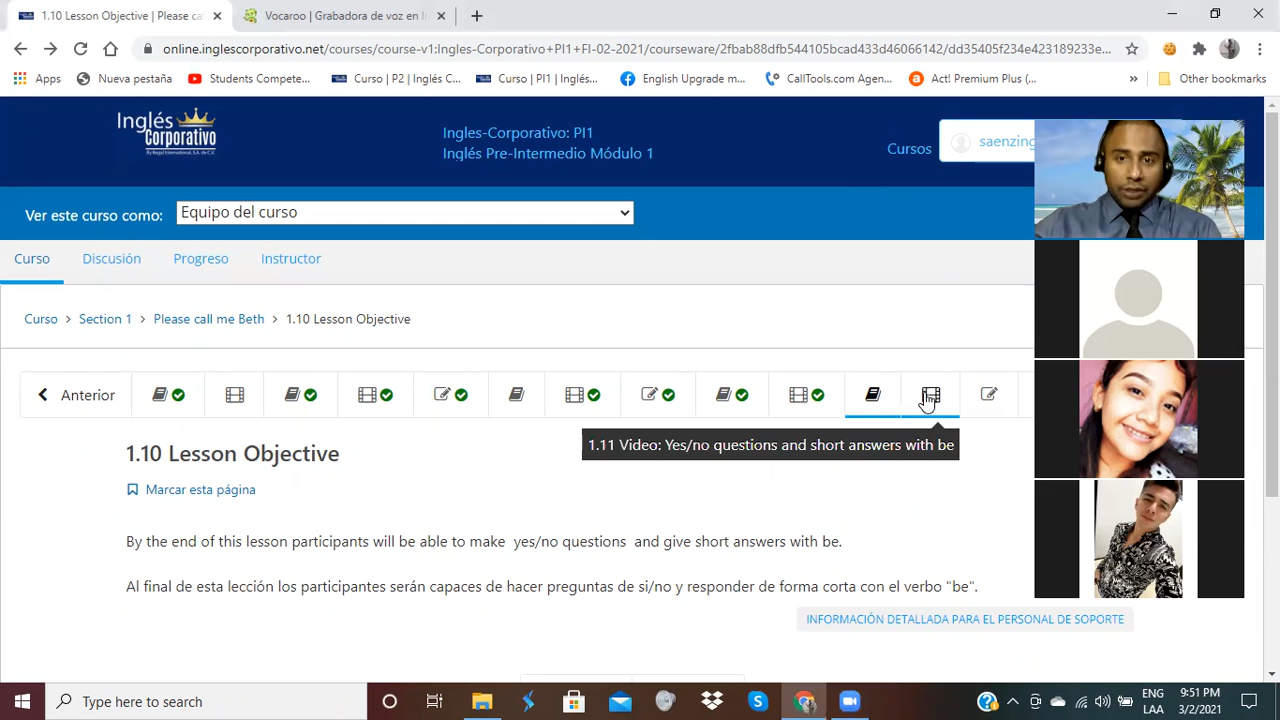 1.10 Lesson Objective | Please ca
Vocaroo | Grabadora de voz en
online.inglescorporativo.net/courses/course-v1:Ingles-Corporativo+PI1+FI-02-2021/courseware/2fbab88dfb544105bcad433d46066142/dd35405f234e423189233e...
Apps
Nueva pestaña
Students Compete...
Curso | P2 | Inglés C...
Curso | PI1 | Inglés...
English Upgrade m...
CallTools.com Agen...
Act! Premium Plus (...
»
Other bookmarks
Inglés
Corporativo
By Regal International, S.A. de C.V.
Ingles-Corporativo: PI1
Inglés Pre-Intermedio Módulo 1
Cursos
saenzing
Ver este curso como:
Equipo del curso
Curso
Discusión
Progreso
Instructor
Curso > Section 1 > Please call me Beth > 1.10 Lesson Objective
Anterior
1.11 Video: Yes/no questions and short answers with be
1.10 Lesson Objective
Marcar esta página
By the end of this lesson participants will be able to make yes/no questions and give short answers with be.
Al final de esta lección los participantes serán capaces de hacer preguntas de si/no y responder de forma corta con el verbo "be".
INFORMACIÓN DETALLADA PARA EL PERSONAL DE SOPORTE
Type here to search
ENG
LAA
9:51 PM
3/2/2021